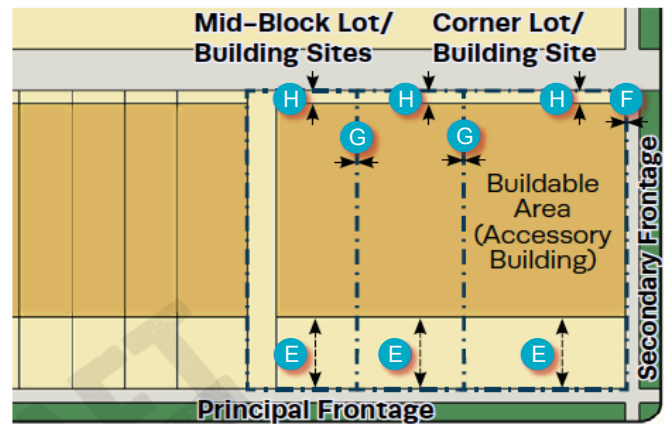 Mid-Block Lot/
Building Sites
Corner Lot/
Building Site
H
H
H
F
G
G
Buildable
Area
(Accessory
Building)
Secondary Frontage
E
E
E
Principal Frontage